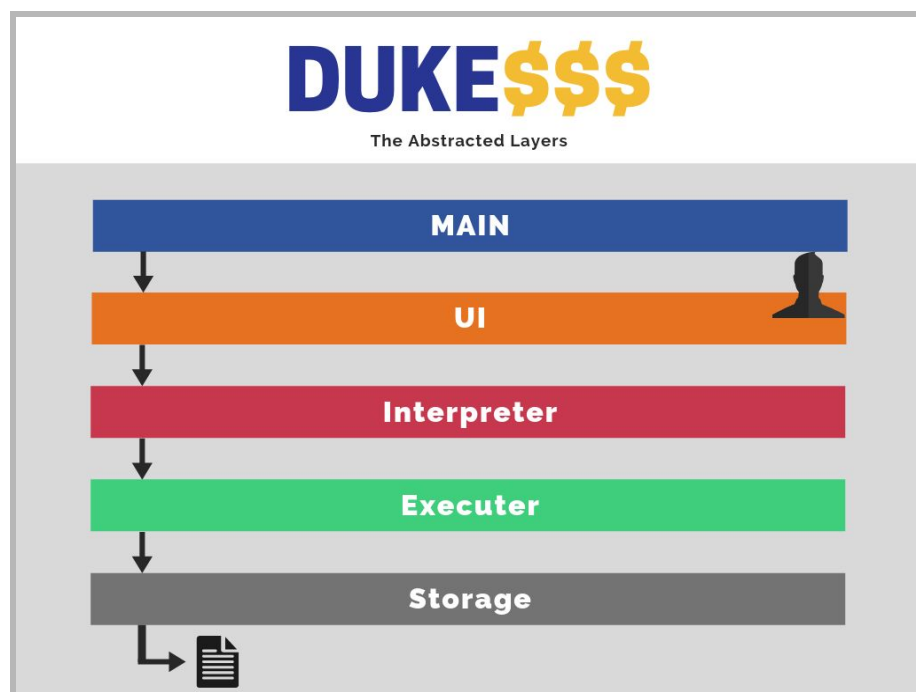 DUKE$$$
The Abstracted Layers
MAIN
UI
Interpreter
Executer
Storage